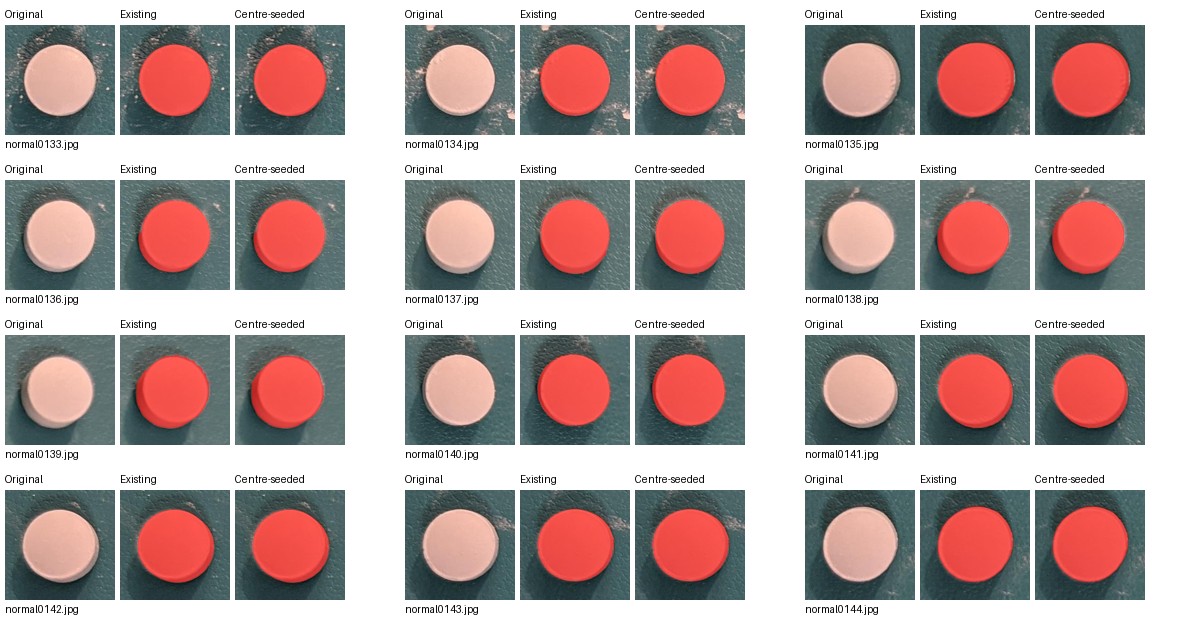 Original Existing Centre-seeded Original Existing Centre-seeded Original Existing Centre-seeded
normal0133.jpg normal0134.jpg normal0135.jpg
Original Existing Centre-seeded Original Existing Centre-seeded Original Existing Centre-seeded
normal0136.jpg normal0137.jpg normal0138.jpg
Original Existing Centre-seeded Original Existing Centre-seeded Original Existing Centre-seeded
normal0139.jpg normal0140.jpg normal0141.jpg
Original Existing Centre-seeded Original Existing Centre-seeded Original Existing Centre-seeded
normal0142.jpg normal0143.jpg normal0144.jpg